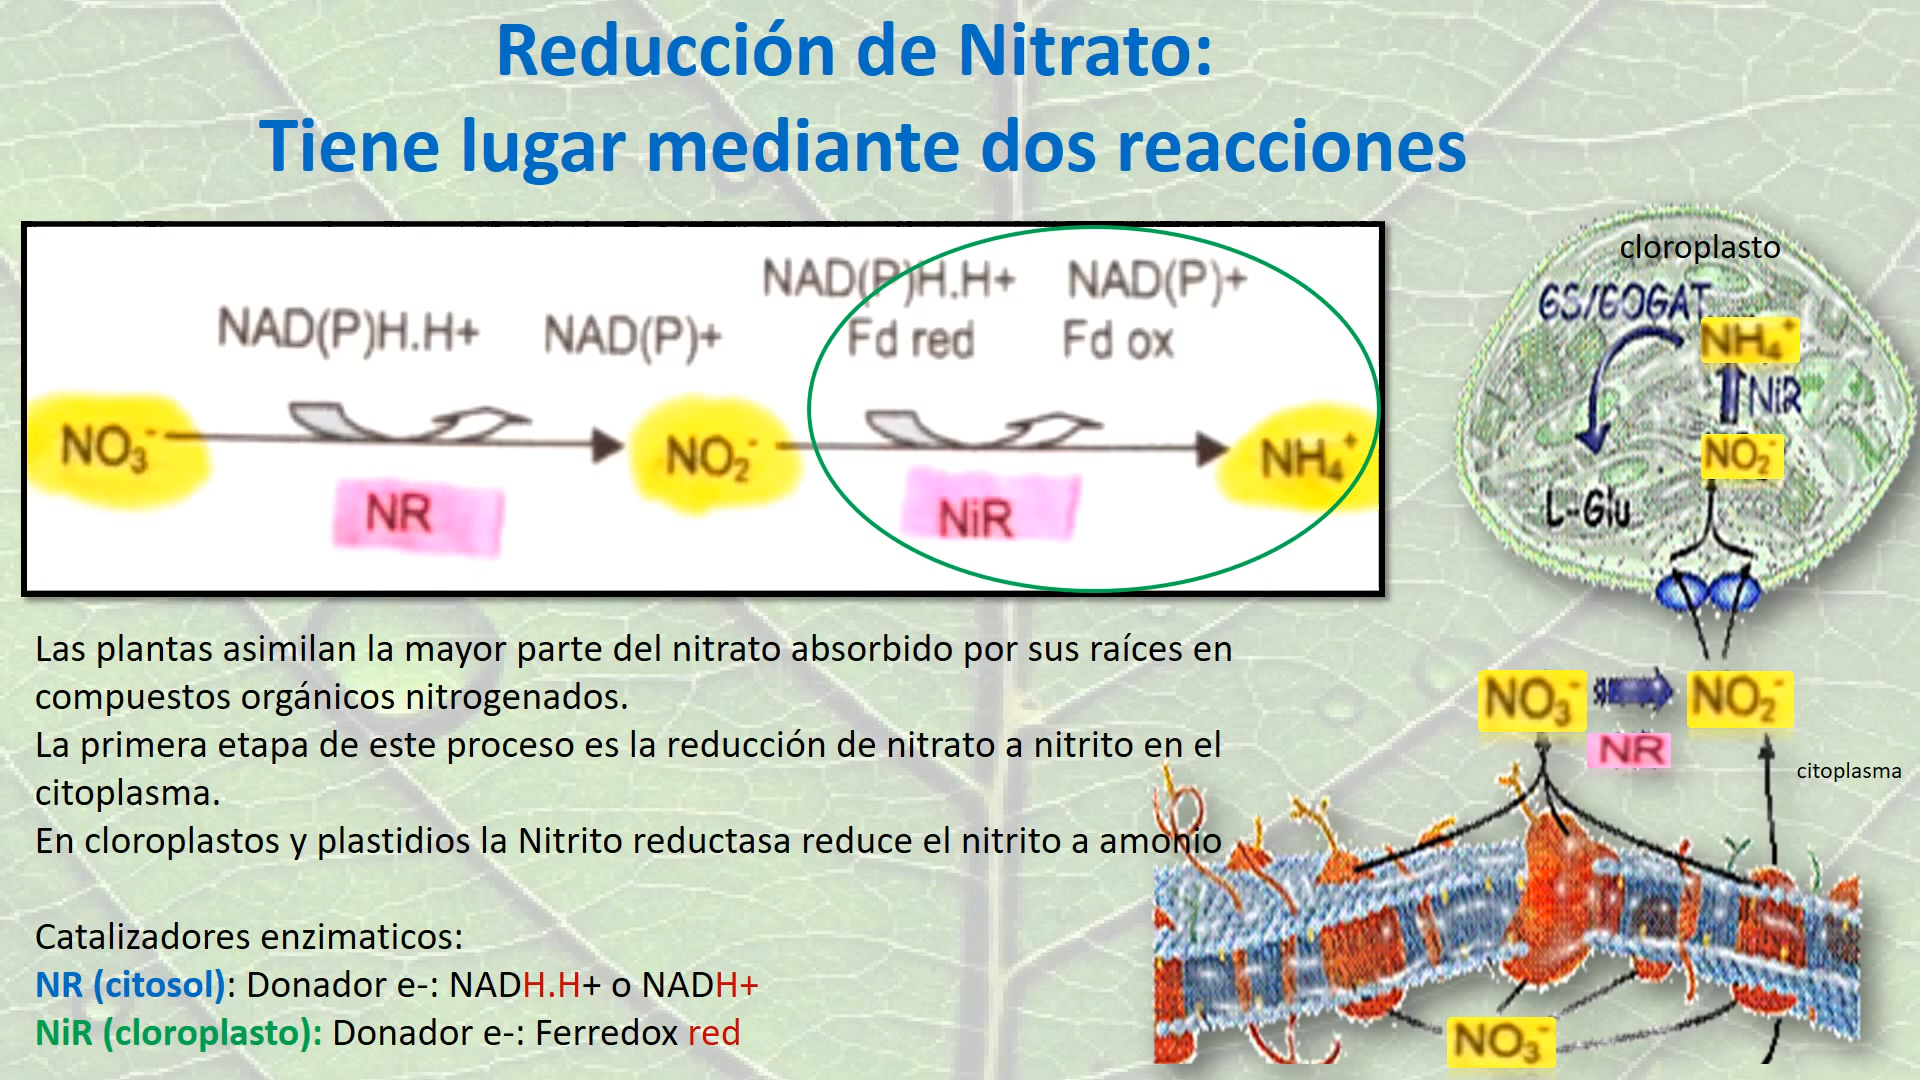 Reducción de Nitrato:
Tiene lugar mediante dos reacciones
NAD(P)H.H+ NAD(P)+
NAD(P)H.H+ NAD(P)+
Fd red Fd ox
NO₃⁻ NO₂⁻ NH₄⁺
NR NiR
cloroplasto
GS/GOGAT
NH₄⁺
NiR
NO₂⁻
L-Glu
NO₃⁻ NO₂⁻
NR
citoplasma
NO₃⁻
Las plantas asimilan la mayor parte del nitrato absorbido por sus raíces en
compuestos orgánicos nitrogenados.
La primera etapa de este proceso es la reducción de nitrato a nitrito en el
citoplasma.
En cloroplastos y plastidios la Nitrito reductasa reduce el nitrito a amonio
Catalizadores enzimaticos:
NR (citosol): Donador e-: NADH.H+ o NADH+
NiR (cloroplasto): Donador e-: Ferredox red